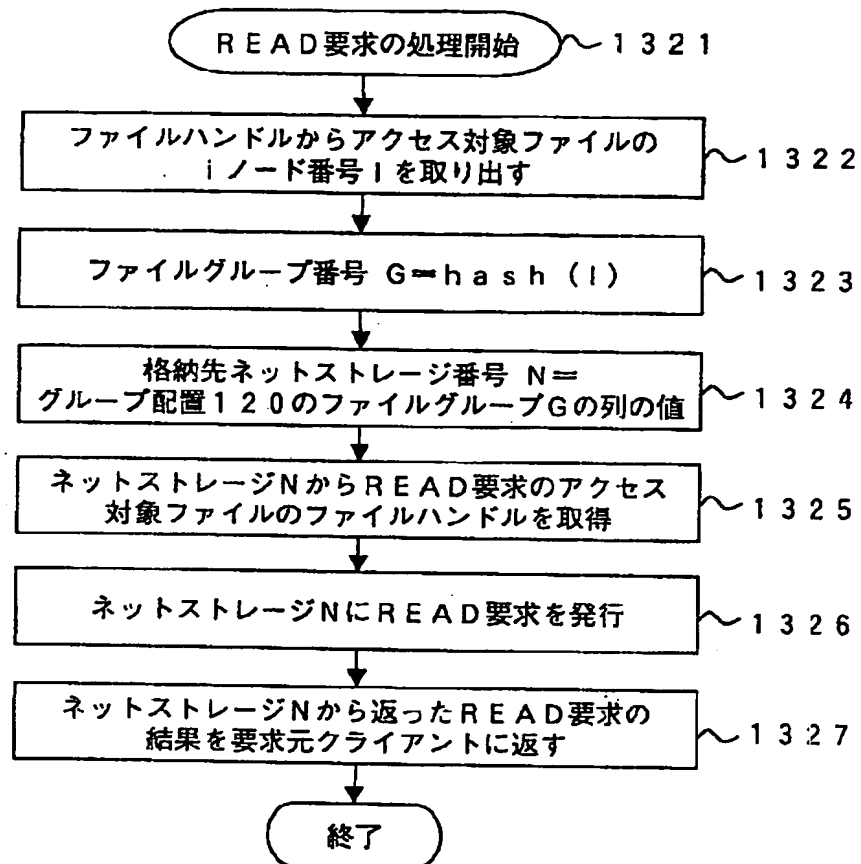 READ要求の処理開始 1321
ファイルハンドルからアクセス対象ファイルの
iノード番号Iを取り出す 1322
ファイルグループ番号 G=hash(I) 1323
格納先ネットストレージ番号 N=
グループ配置120のファイルグループGの列の値 1324
ネットストレージNからREAD要求のアクセス
対象ファイルのファイルハンドルを取得 1325
ネットストレージNにREAD要求を発行 1326
ネットストレージNから返ったREAD要求の
結果を要求元クライアントに返す 1327
終了